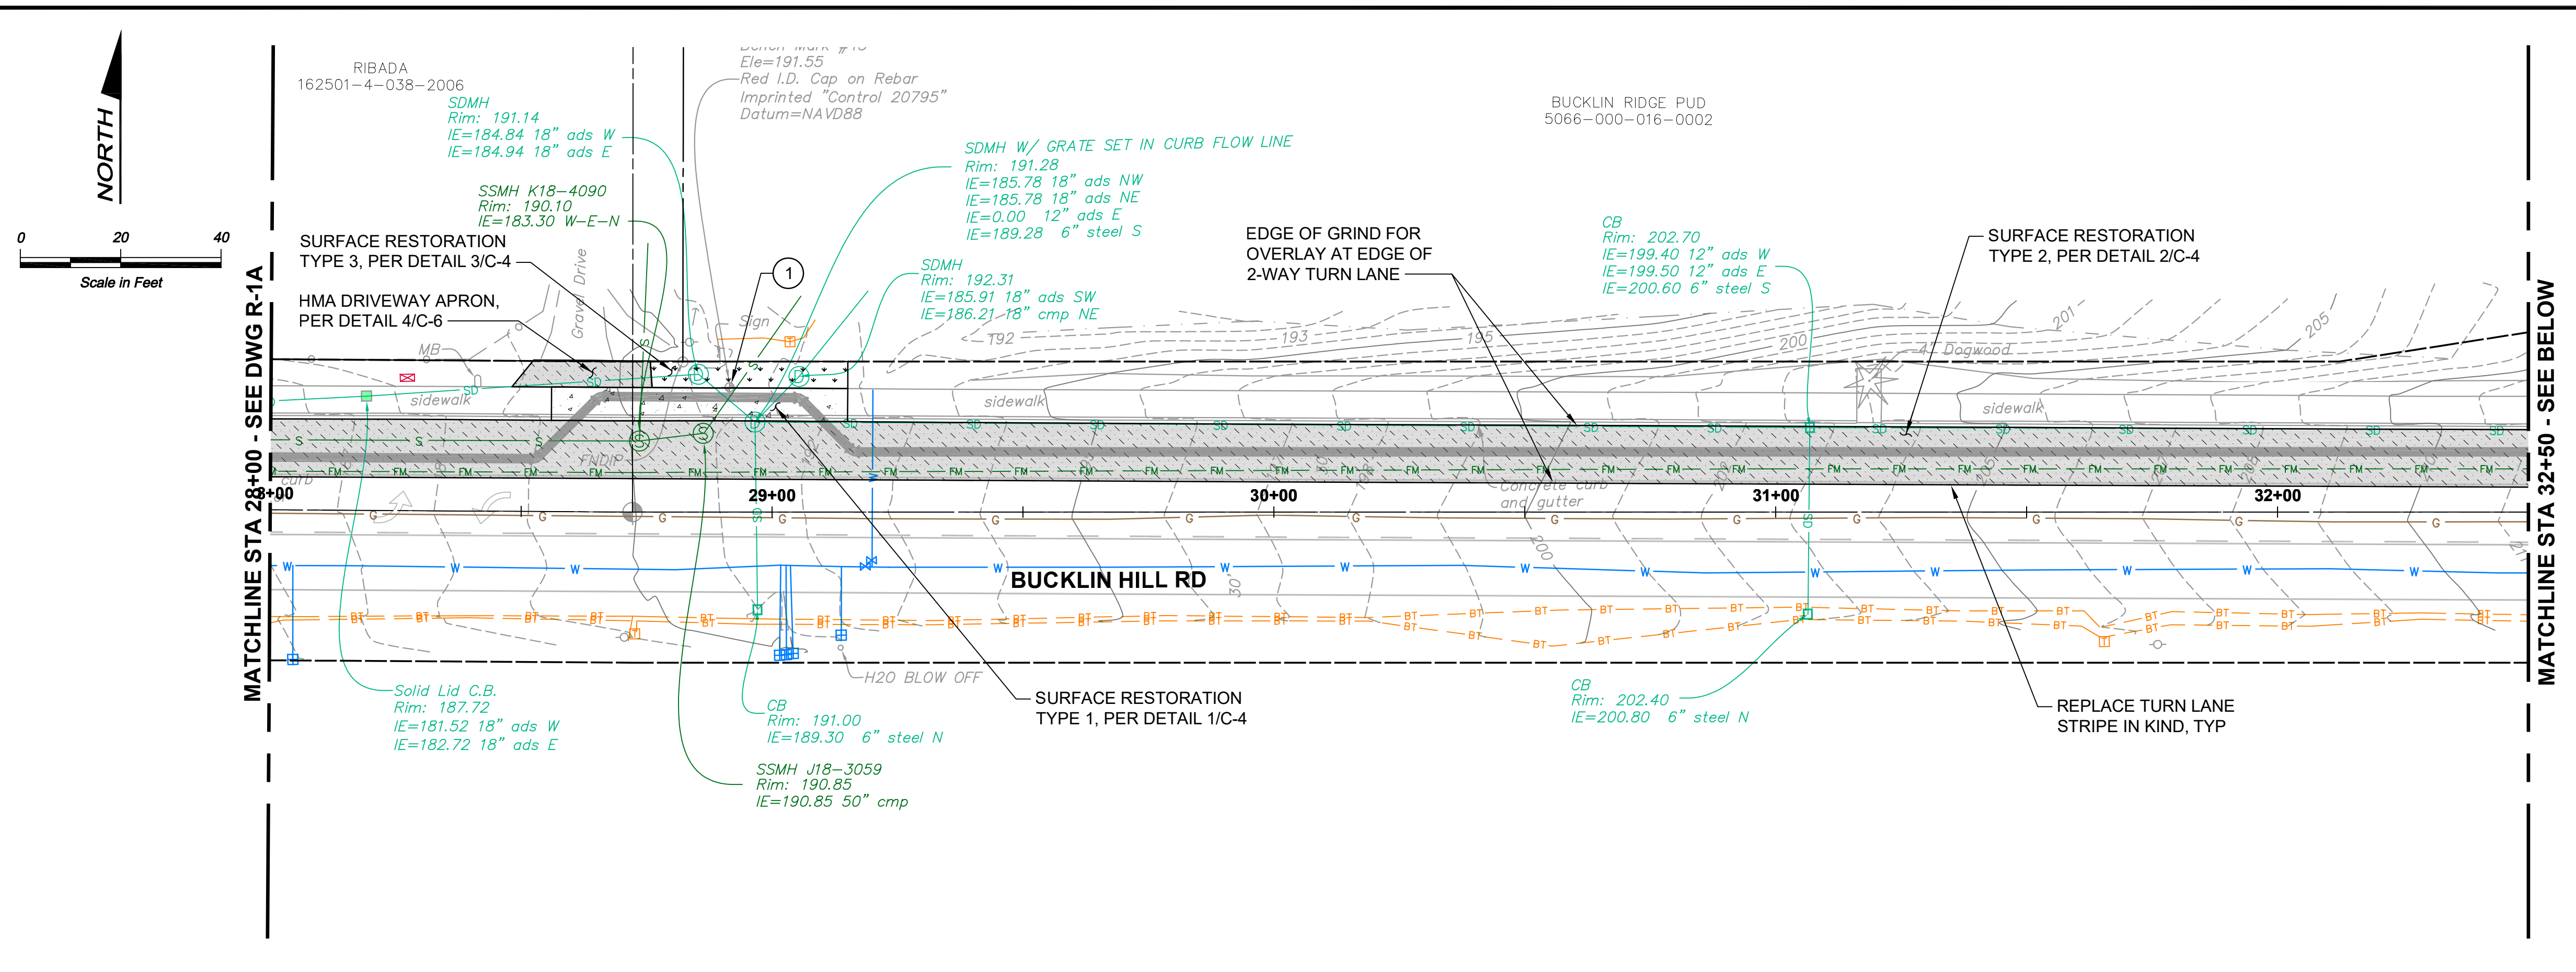 NORTH
0 20 40
Scale in Feet
MATCHLINE STA 28+00 - SEE DWG R-1A
RIBADA
162501-4-038-2006
SDMH
Rim: 191.14
IE=184.84 18" ads W
IE=184.94 18" ads E
SSMH K18-4090
Rim: 190.10
IE=183.30 W-E-N
SURFACE RESTORATION
TYPE 3, PER DETAIL 3/C-4
HMA DRIVEWAY APRON,
PER DETAIL 4/C-6
Ele=191.55
Red I.D. Cap on Rebar
Imprinted "Control 20795"
Datum=NAVD88
SDMH W/ GRATE SET IN CURB FLOW LINE
Rim: 191.28
IE=185.78 18" ads NW
IE=185.78 18" ads NE
IE=0.00 12" ads E
IE=189.28 6" steel S
SDMH
Rim: 192.31
IE=185.91 18" ads SW
IE=186.21 18" cmp NE
1
EDGE OF GRIND FOR
OVERLAY AT EDGE OF
2-WAY TURN LANE
BUCKLIN RIDGE PUD
5066-000-016-0002
CB
Rim: 202.70
IE=199.40 12" ads W
IE=199.50 12" ads E
IE=200.60 6" steel S
SURFACE RESTORATION
TYPE 2, PER DETAIL 2/C-4
Gravel Drive
Sign
MB
192
193
195
200
201
205
4" Dogwood
sidewalk
sidewalk
sidewalk
curb
Concrete curb
and gutter
29+00
30+00
31+00
32+00
200
30'
BUCKLIN HILL RD
H2O BLOW OFF
Solid Lid C.B.
Rim: 187.72
IE=181.52 18" ads W
IE=182.72 18" ads E
CB
Rim: 191.00
IE=189.30 6" steel N
SSMH J18-3059
Rim: 190.85
IE=190.85 50" cmp
SURFACE RESTORATION
TYPE 1, PER DETAIL 1/C-4
CB
Rim: 202.40
IE=200.80 6" steel N
REPLACE TURN LANE
STRIPE IN KIND, TYP
MATCHLINE STA 32+50 - SEE BELOW